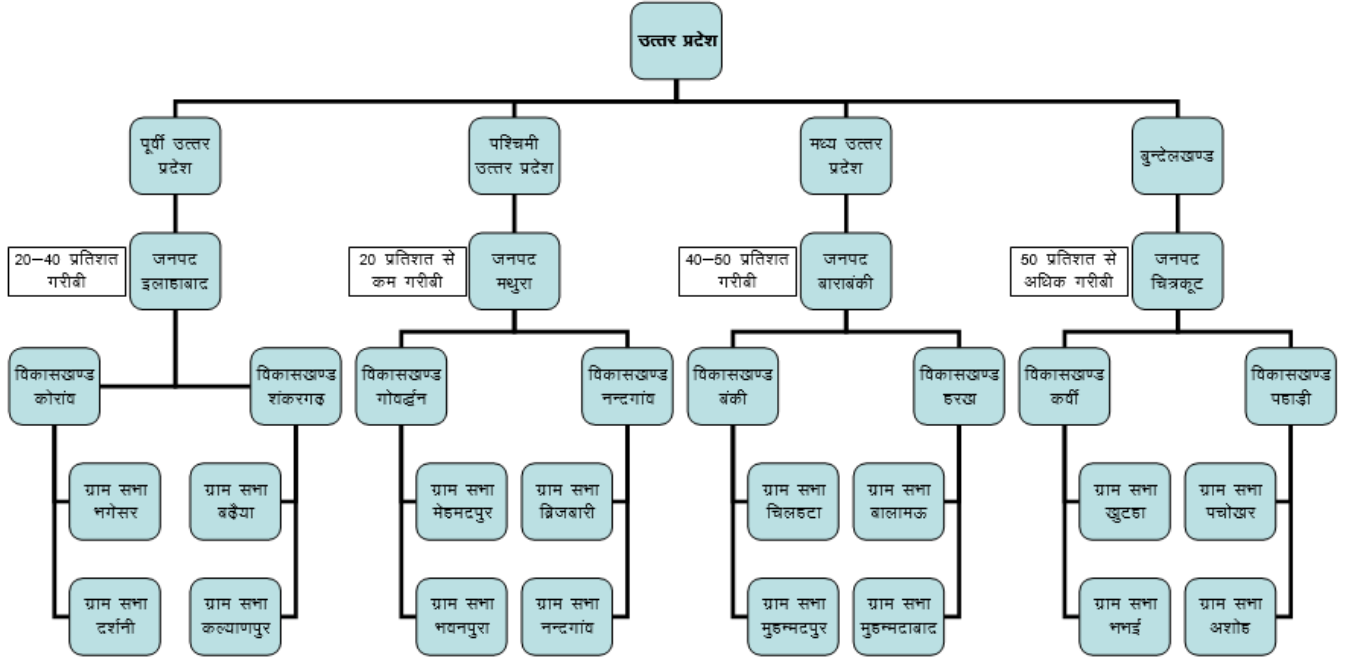 उत्तर प्रदेश
पूर्वी उत्तर
प्रदेश
पश्चिमी
उत्तर प्रदेश
मध्य उत्तर
प्रदेश
बुन्देलखण्ड
20–40 प्रतिशत
गरीबी
जनपद
इलाहाबाद
20 प्रतिशत से
कम गरीबी
जनपद
मथुरा
40–50 प्रतिशत
गरीबी
जनपद
बाराबंकी
50 प्रतिशत से
अधिक गरीबी
जनपद
चित्रकूट
विकासखण्ड
कोरांव
विकासखण्ड
शंकरगढ़
विकासखण्ड
गोवर्द्धन
विकासखण्ड
नन्दगांव
विकासखण्ड
बंकी
विकासखण्ड
हरख
विकासखण्ड
कर्वी
विकासखण्ड
पहाड़ी
ग्राम सभा
भगेसर
ग्राम सभा
बढ़ैया
ग्राम सभा
मेहमदपुर
ग्राम सभा
ब्रिजबारी
ग्राम सभा
चिलहटा
ग्राम सभा
बालामऊ
ग्राम सभा
खुटहा
ग्राम सभा
पचोखर
ग्राम सभा
दर्शनी
ग्राम सभा
कल्याणपुर
ग्राम सभा
भवनपुरा
ग्राम सभा
नन्दगांव
ग्राम सभा
मुहम्मदपुर
ग्राम सभा
मुहम्मदाबाद
ग्राम सभा
भभई
ग्राम सभा
अशोह